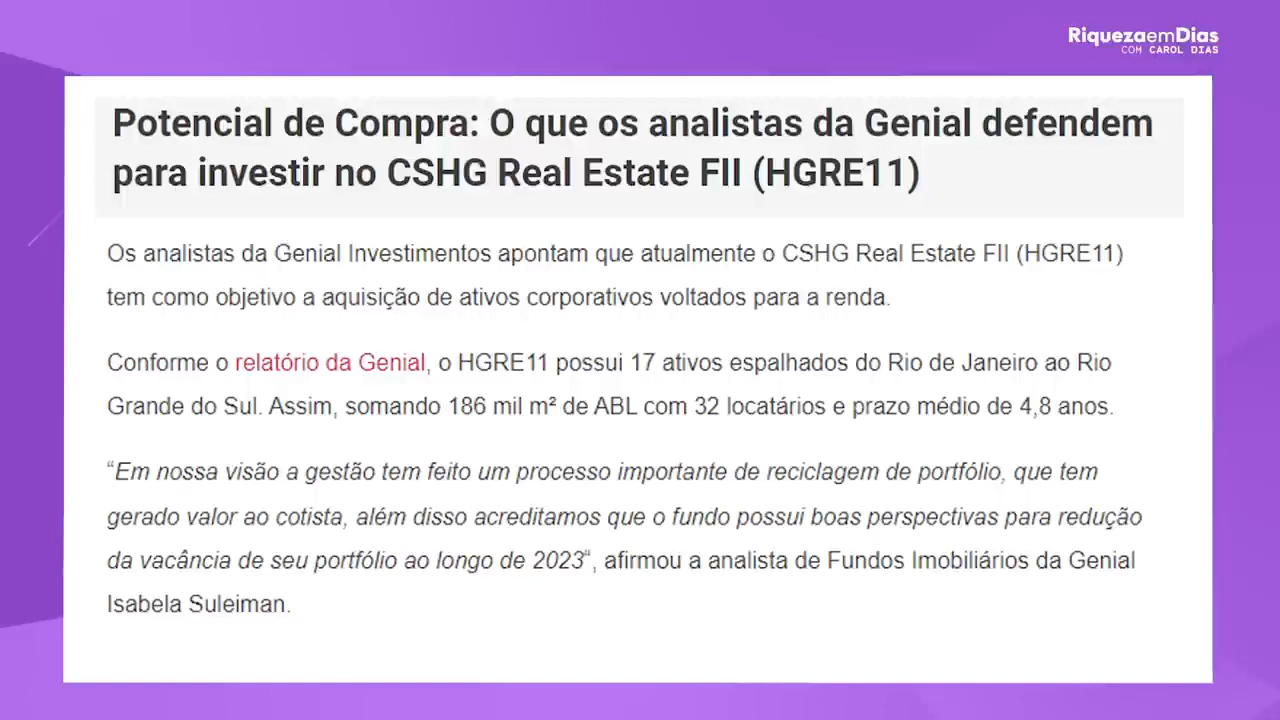 RiquezaemDias
COM CAROL DIAS
Potencial de Compra: O que os analistas da Genial defendem
para investir no CSHG Real Estate FII (HGRE11)
Os analistas da Genial Investimentos apontam que atualmente o CSHG Real Estate FII (HGRE11)
tem como objetivo a aquisição de ativos corporativos voltados para a renda.
Conforme o relatório da Genial, o HGRE11 possui 17 ativos espalhados do Rio de Janeiro ao Rio
Grande do Sul. Assim, somando 186 mil m² de ABL com 32 locatários e prazo médio de 4,8 anos.
“Em nossa visão a gestão tem feito um processo importante de reciclagem de portfólio, que tem
gerado valor ao cotista, além disso acreditamos que o fundo possui boas perspectivas para redução
da vacância de seu portfólio ao longo de 2023“, afirmou a analista de Fundos Imobiliários da Genial
Isabela Suleiman.